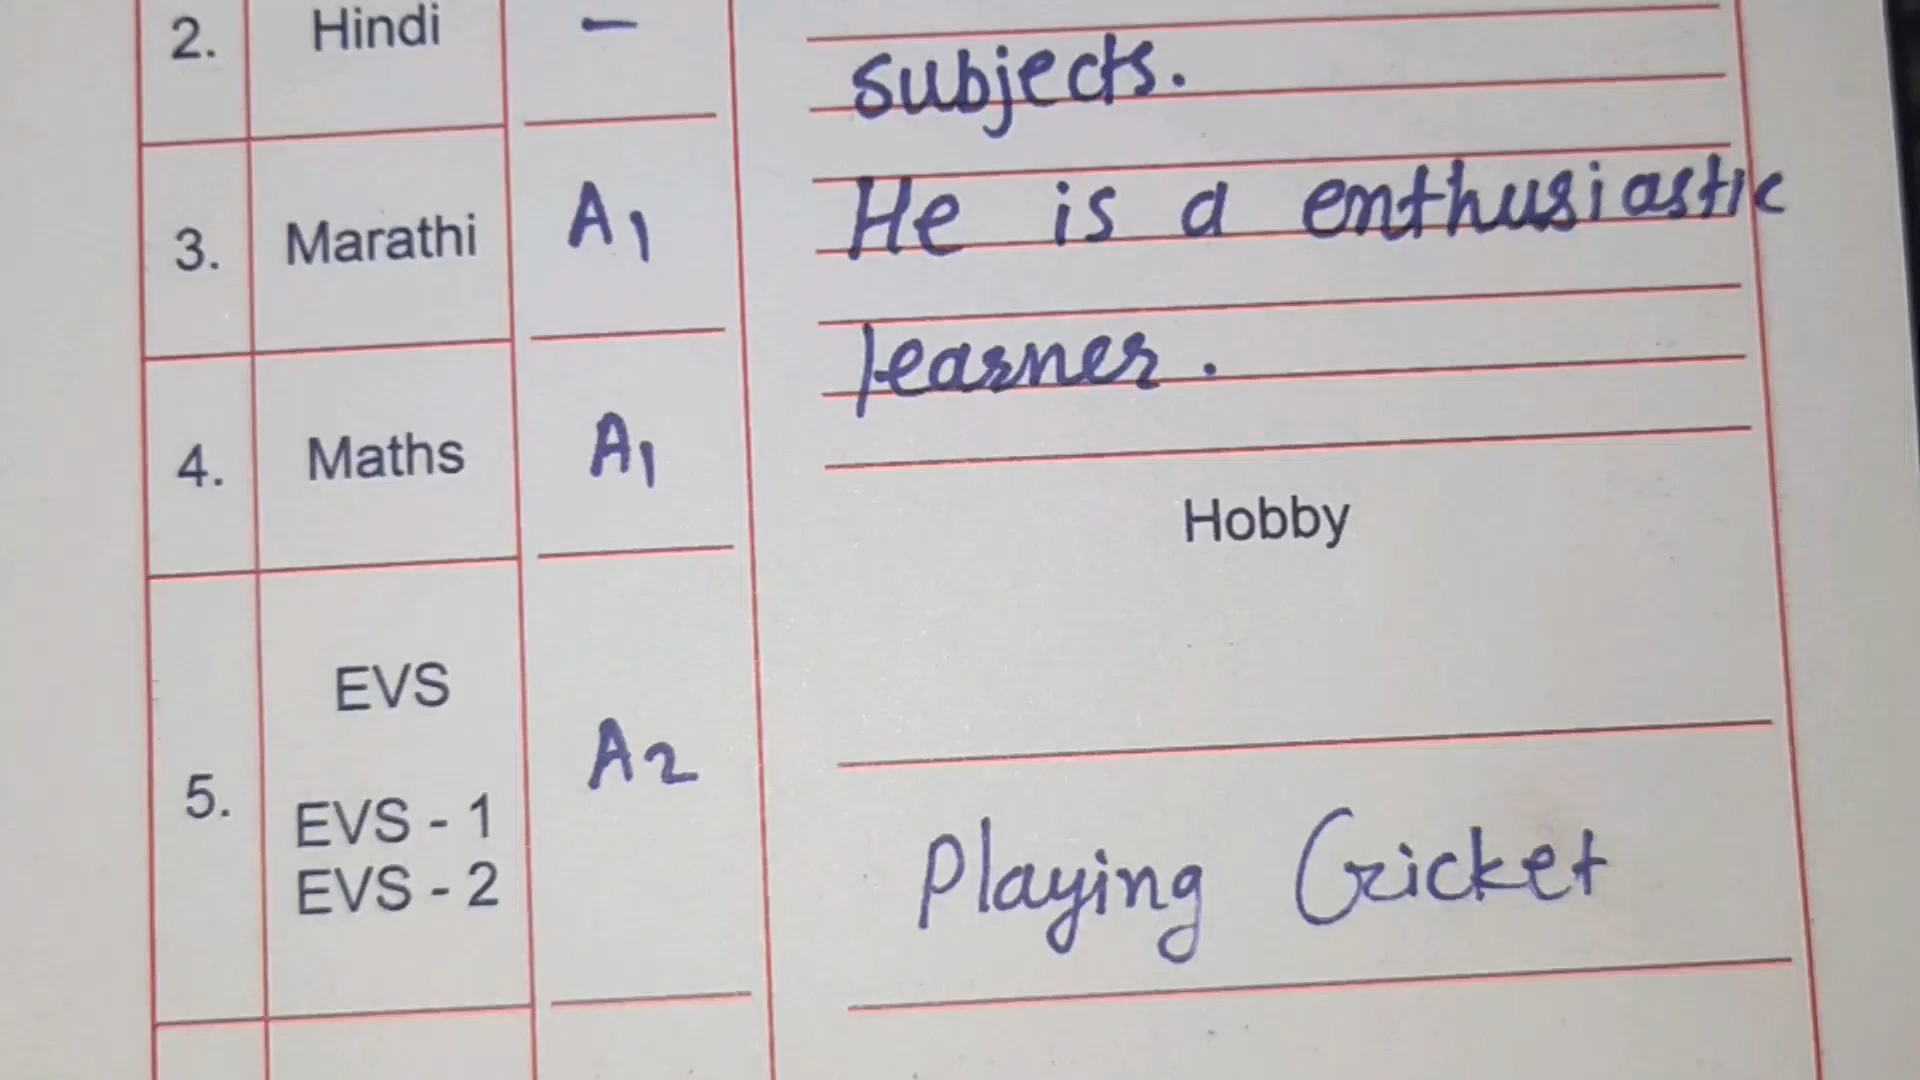 2. Hindi –
subjects.
3. Marathi A1
He is a enthusiastic
learner.
4. Maths A1
Hobby
5. EVS A2
EVS - 1
EVS - 2
Playing Cricket